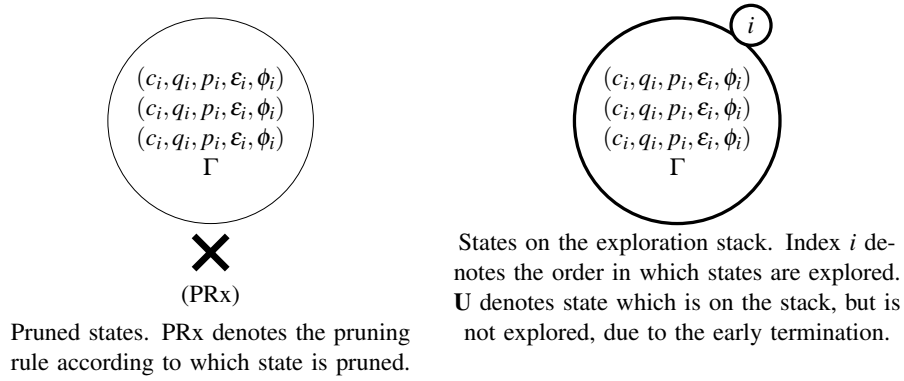 (c_i, q_i, p_i, ε_i, ϕ_i)
(c_i, q_i, p_i, ε_i, ϕ_i)
(c_i, q_i, p_i, ε_i, ϕ_i)
Γ
(PRx)
Pruned states. PRx denotes the pruning
rule according to which state is pruned.
i
(c_i, q_i, p_i, ε_i, ϕ_i)
(c_i, q_i, p_i, ε_i, ϕ_i)
(c_i, q_i, p_i, ε_i, ϕ_i)
Γ
States on the exploration stack. Index i de-
notes the order in which states are explored.
U denotes state which is on the stack, but is
not explored, due to the early termination.